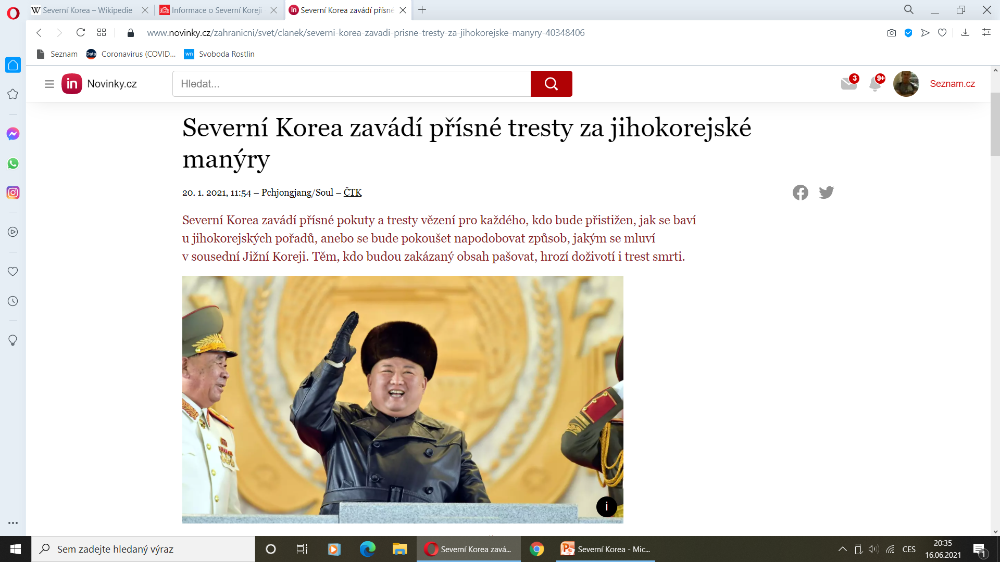 Severní Korea – Wikipedie
Informace o Severní Koreji
Severní Korea zavádí přísné
www.novinky.cz/zahranicni/svet/clanek/severni-korea-zavadi-prisne-tresty-za-jihokorejske-manyry-40348406
Seznam
Data
Coronavirus (COVID...
wn
Svoboda Rostlin
in
Novinky.cz
Hledat...
3
9+
Seznam.cz
Severní Korea zavádí přísné tresty za jihokorejské
manýry
20. 1. 2021, 11:54 – Pchjongjang/Soul – ČTK
Severní Korea zavádí přísné pokuty a tresty vězení pro každého, kdo bude přistižen, jak se baví
u jihokorejských pořadů, anebo se bude pokoušet napodobovat způsob, jakým se mluví
v sousední Jižní Koreji. Těm, kdo budou zakázaný obsah pašovat, hrozí doživotí i trest smrti.
i
Sem zadejte hledaný výraz
Severní Korea zavá...
Severní Korea - Mic...
CES
20:35
16.06.2021
1